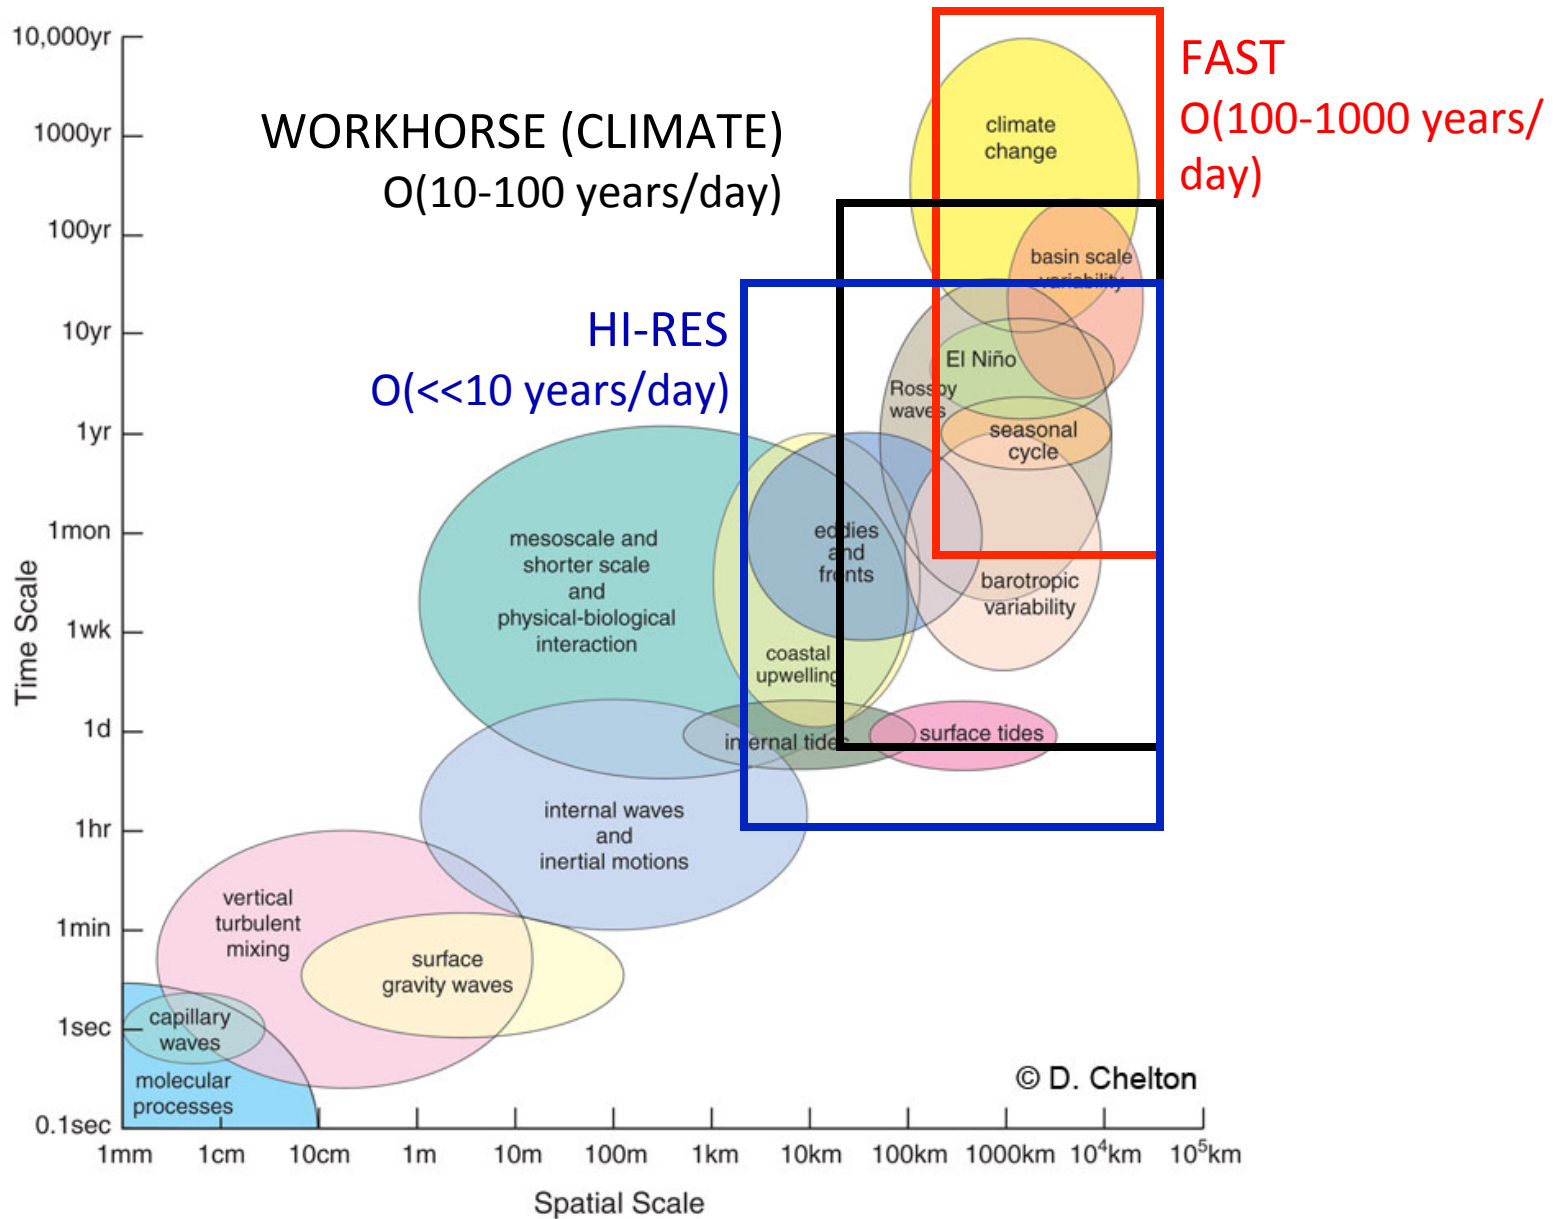 10,000yr
1000yr
100yr
10yr
1yr
1mon
1wk
1d
1hr
1min
1sec
0.1sec
Time Scale
WORKHORSE (CLIMATE)
O(10-100 years/day)
FAST
O(100-1000 years/
day)
HI-RES
O(<<10 years/day)
climate
change
basin scale
variability
El Niño
Rossby
waves
seasonal
cycle
mesoscale and
shorter scale
and
physical-biological
interaction
eddies
and
fronts
barotropic
variability
coastal
upwelling
internal tides
surface tides
internal waves
and
inertial motions
vertical
turbulent
mixing
surface
gravity waves
capillary
waves
molecular
processes
© D. Chelton
1mm
1cm
10cm
1m
10m
100m
1km
10km
100km
1000km
10⁴km
10⁵km
Spatial Scale